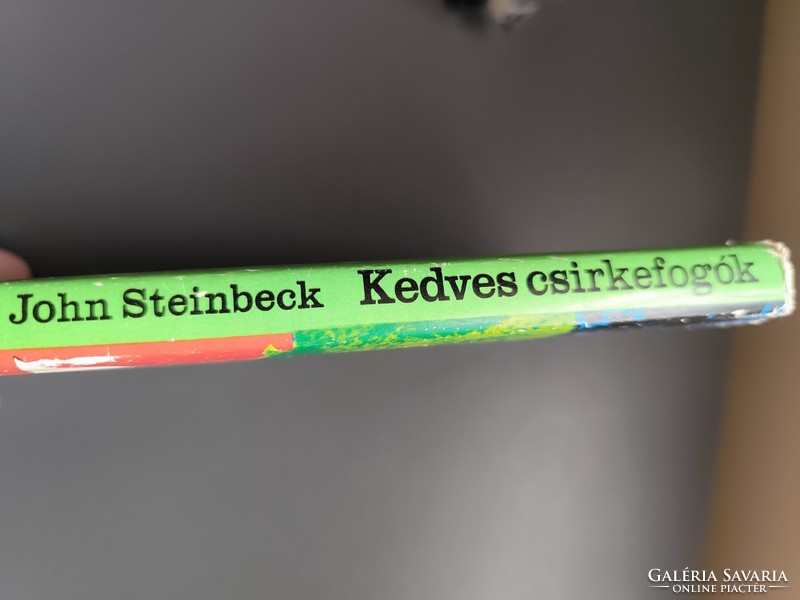 John Steinbeck Kedves csirkefogók
GALÉRIA SAVARIA
ONLINE PIACTÉR